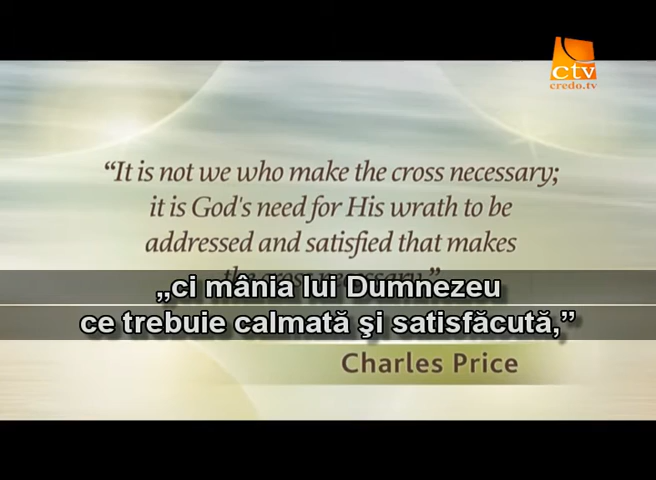 ctv
credo.tv
“It is not we who make the cross necessary;
it is God's need for His wrath to be
addressed and satisfied that makes
the cross necessary.”
„ci mânia lui Dumnezeu
ce trebuie calmată şi satisfăcută,”
Charles Price